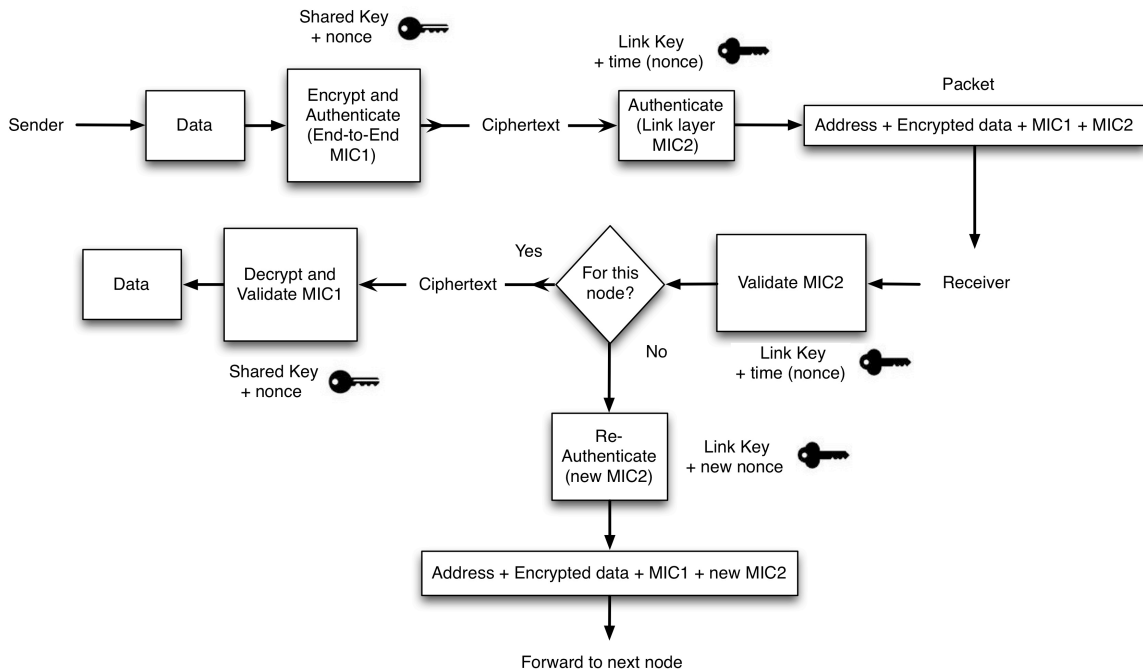 Shared Key
+ nonce
Link Key
+ time (nonce)
Packet
Sender
Data
Encrypt and
Authenticate
(End-to-End
MIC1)
Ciphertext
Authenticate
(Link layer
MIC2)
Address + Encrypted data + MIC1 + MIC2
Data
Decrypt and
Validate MIC1
Ciphertext
Yes
For this
node?
Validate MIC2
Receiver
No
Shared Key
+ nonce
Link Key
+ time (nonce)
Re-
Authenticate
(new MIC2)
Link Key
+ new nonce
Address + Encrypted data + MIC1 + new MIC2
Forward to next node